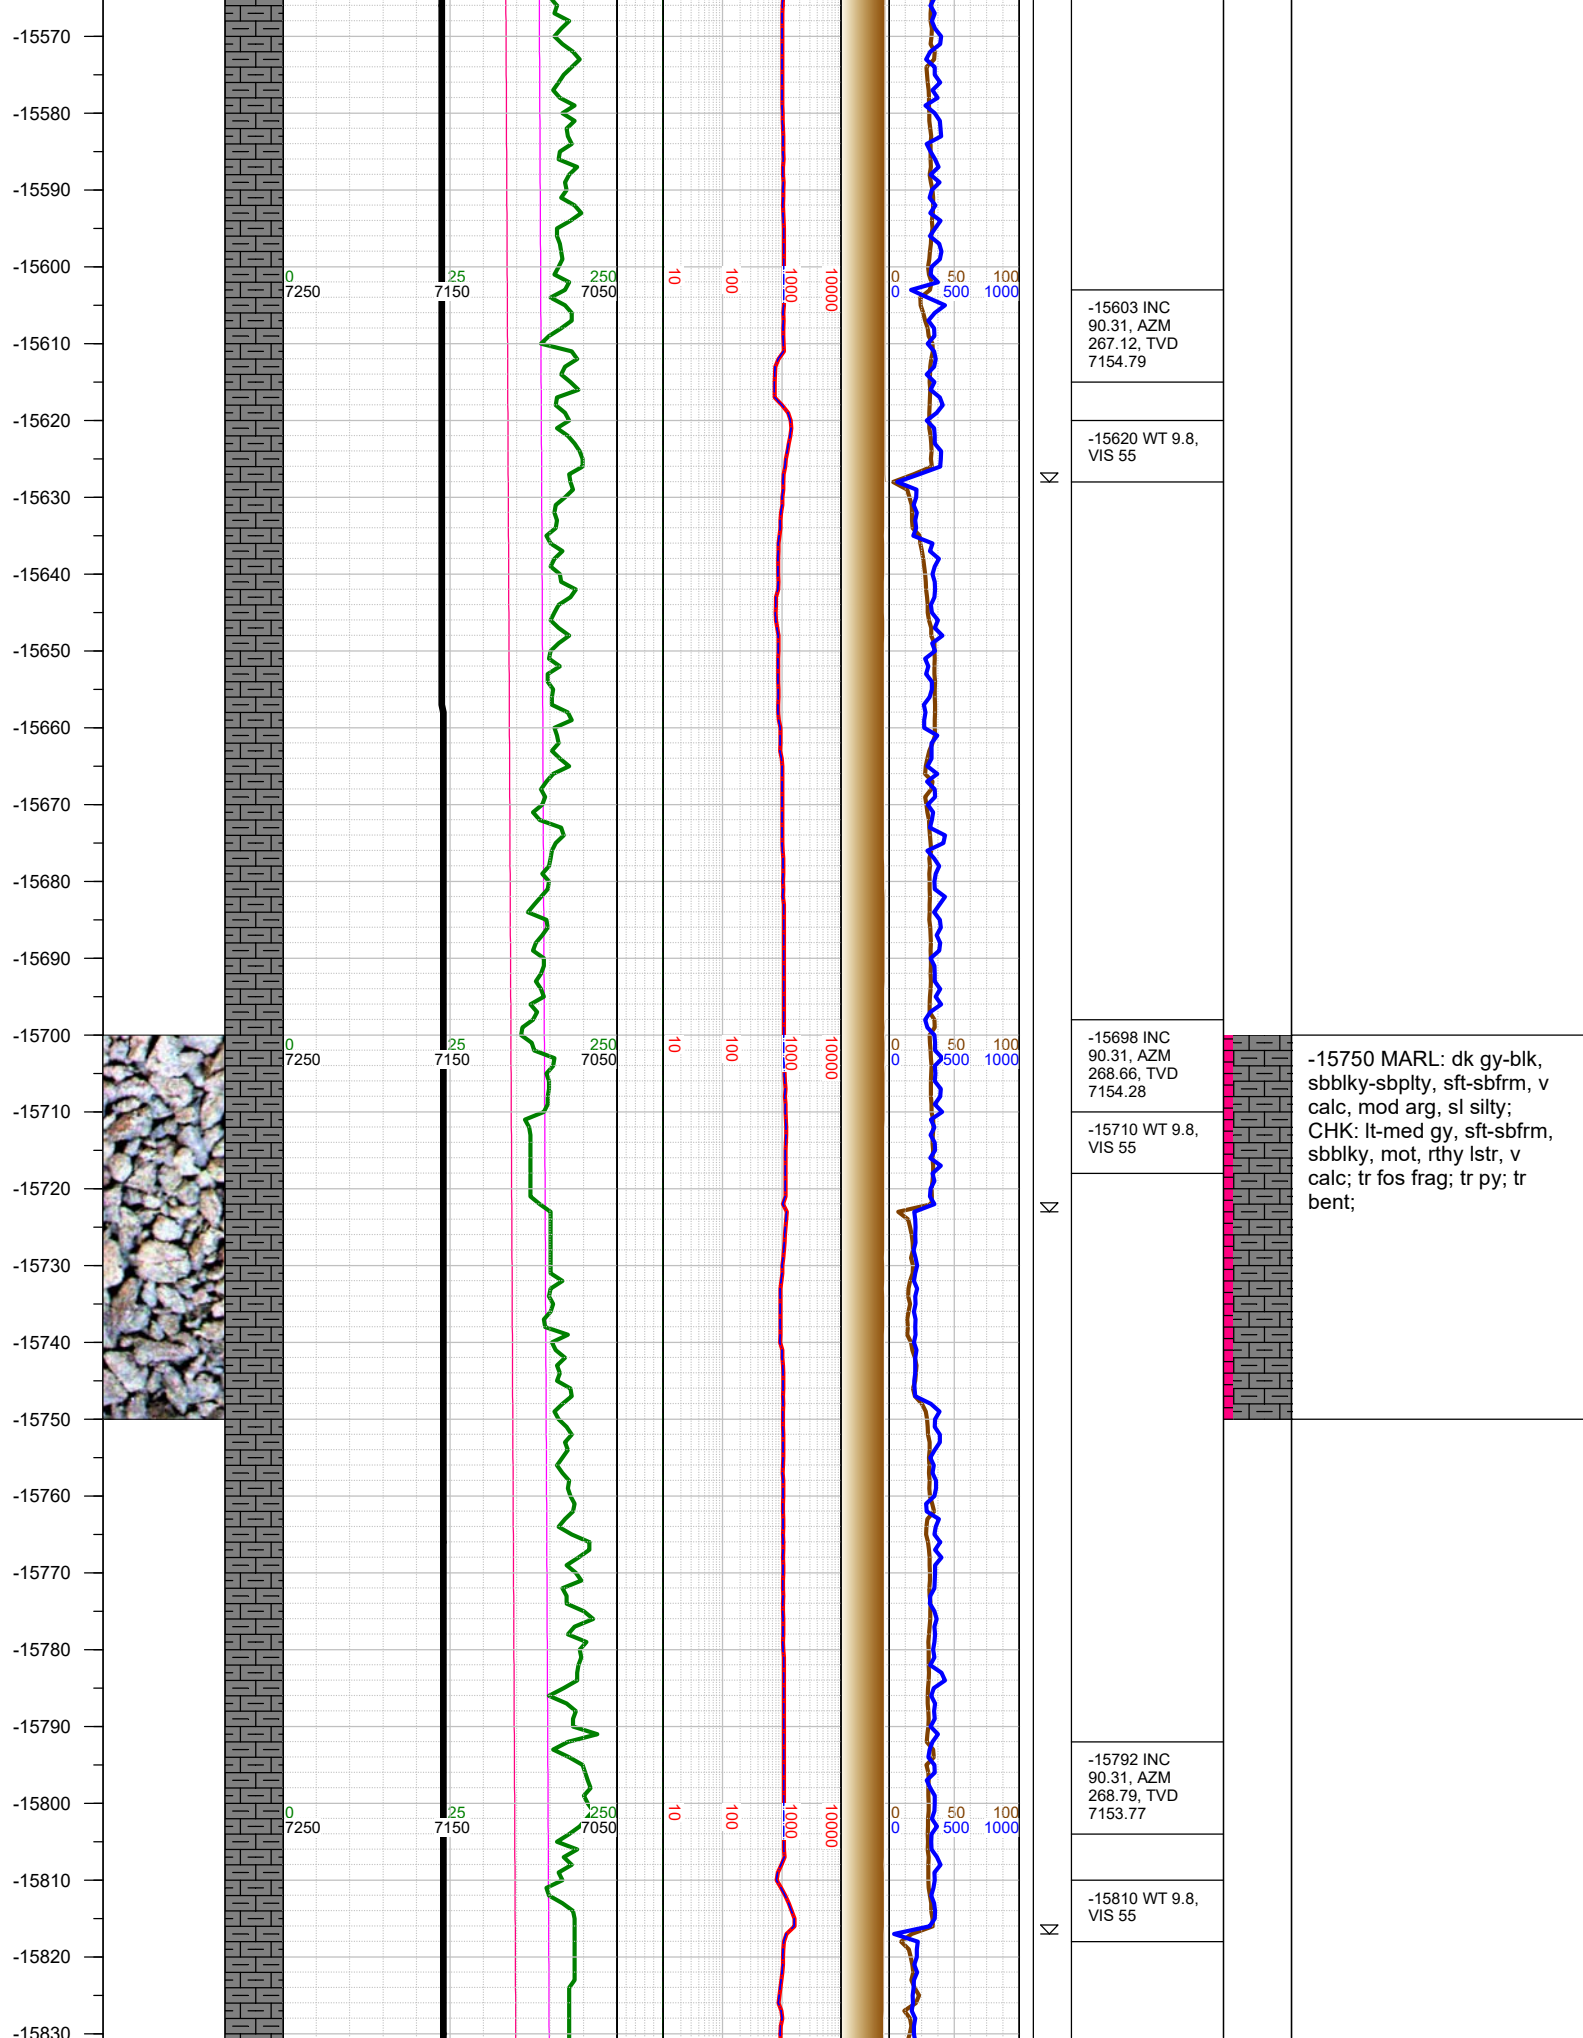 -15570
-15580
-15590
-15600
0 25 250
7250 7150 7050
10 100 1000 10000
0 50 100
0 500 1000
-15603 INC
90.31, AZM
267.12, TVD
7154.79
-15610
-15620
-15620 WT 9.8,
VIS 55
-15630
-15640
-15650
-15660
-15670
-15680
-15690
-15700
0 25 250
7250 7150 7050
10 100 1000 10000
0 50 100
0 500 1000
-15698 INC
90.31, AZM
268.66, TVD
7154.28
-15750 MARL: dk gy-blk,
sbblky-sbplty, sft-sbfrm, v
calc, mod arg, sl silty;
CHK: lt-med gy, sft-sbfrm,
sbblky, mot, rthy lstr, v
calc; tr fos frag; tr py; tr
bent;
-15710
-15710 WT 9.8,
VIS 55
-15720
-15730
-15740
-15750
-15760
-15770
-15780
-15790
-15792 INC
90.31, AZM
268.79, TVD
7153.77
-15800
0 25 250
7250 7150 7050
10 100 1000 10000
0 50 100
0 500 1000
-15810
-15810 WT 9.8,
VIS 55
-15820
-15830